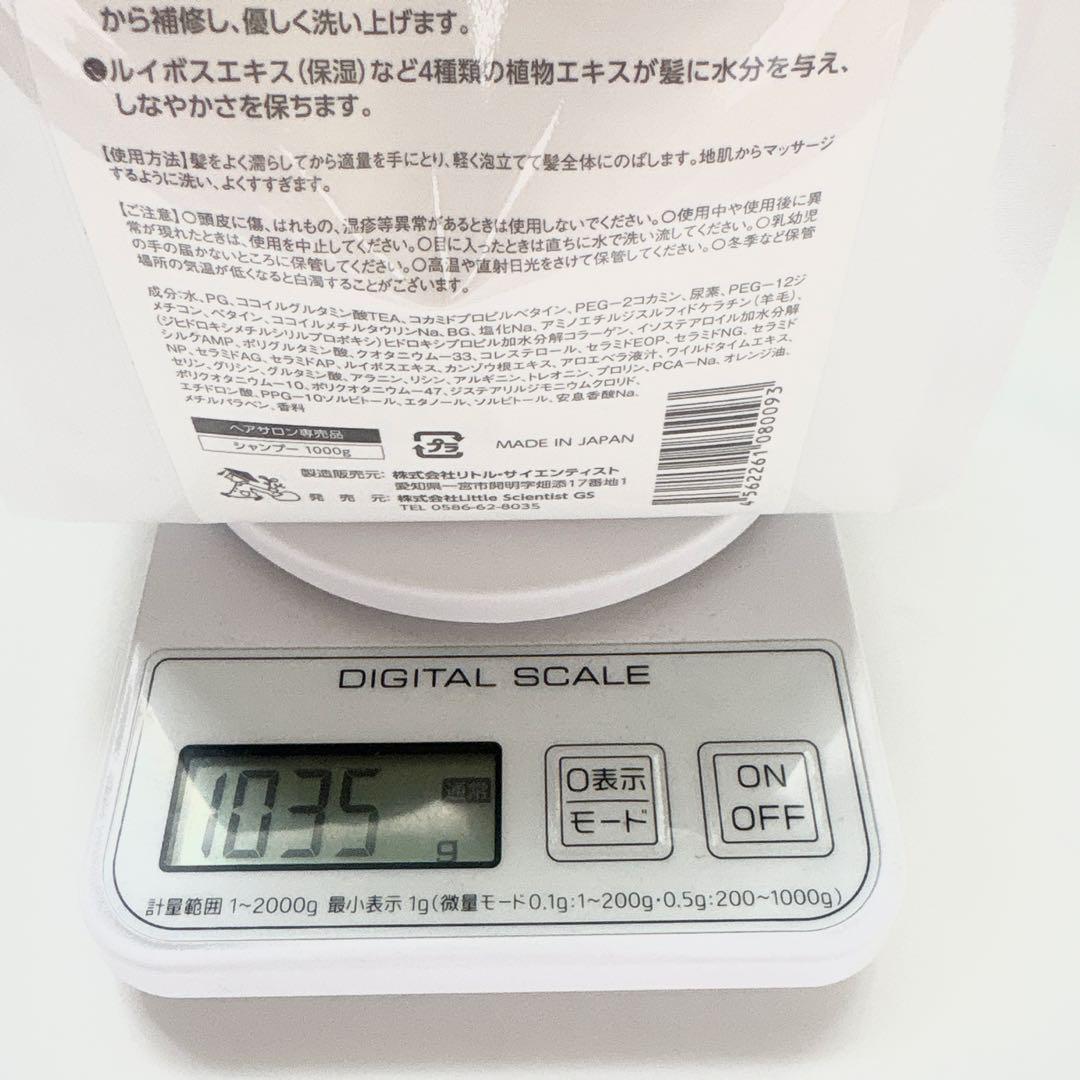 から補修し、優しく洗い上げます。
●ルイボスエキス（保湿）など4種類の植物エキスが髪に水分を与え、
しなやかさを保ちます。
【使用方法】髪をよく濡らしてから適量を手にとり、軽く泡立てて髪全体にのばします。地肌からマッサージ
するように洗い、よくすすぎます。
【ご注意】○頭皮に傷、はれもの、湿疹等異常があるときは使用しないでください。○使用中や使用後に異
常が現れたときは、使用を中止してください。○目に入ったときは直ちに水で洗い流してください。○乳幼児
の手の届かないところに保管してください。○高温や直射日光をさけて保管してください。○冬季など保管
場所の気温が低くなると白濁することがございます。
成分:水、PG、ココイルグルタミン酸TEA、コカミドプロピルベタイン、PEG-2コカミン、尿素、PEG-12ジ
メチコン、ベタイン、ココイルメチルタウリンNa、BG、塩化Na、アミノエチルジスルフィドケラチン（羊毛）、
（ジヒドロキシメチルシリルプロポキシ）ヒドロキシプロピル加水分解コラーゲン、イソステアロイル加水分解
シルクAMP、ポリグルタミン酸、クオタニウム-33、コレステロール、セラミドEOP、セラミドNG、セラミド
NP、セラミドAG、セラミドAP、ルイボスエキス、カンゾウ根エキス、アロエベラ液汁、ワイルドタイムエキス、
セリン、グリシン、グルタミン酸、アラニン、リシン、アルギニン、トレオニン、プロリン、PCA-Na、オレンジ油、
ポリクオタニウム-10、ポリクオタニウム-47、ジステアリルジモニウムクロリド、
エチドロン酸、PPG-10ソルビトール、エタノール、ソルビトール、安息香酸Na、
メチルパラベン、香料
ヘアサロン専売品
シャンプー 1000g
プラ
MADE IN JAPAN
製造販売元: 株式会社リトル・サイエンティスト
愛知県一宮市開明字畑添17番地1
発売元: 株式会社Little Scientist GS
TEL 0586-62-8035
4562261080093
DIGITAL SCALE
1035 g
通常
0表示
モード
ON
OFF
計量範囲 1~2000g 最小表示 1g(微量モード0.1g:1~200g・0.5g:200~1000g)